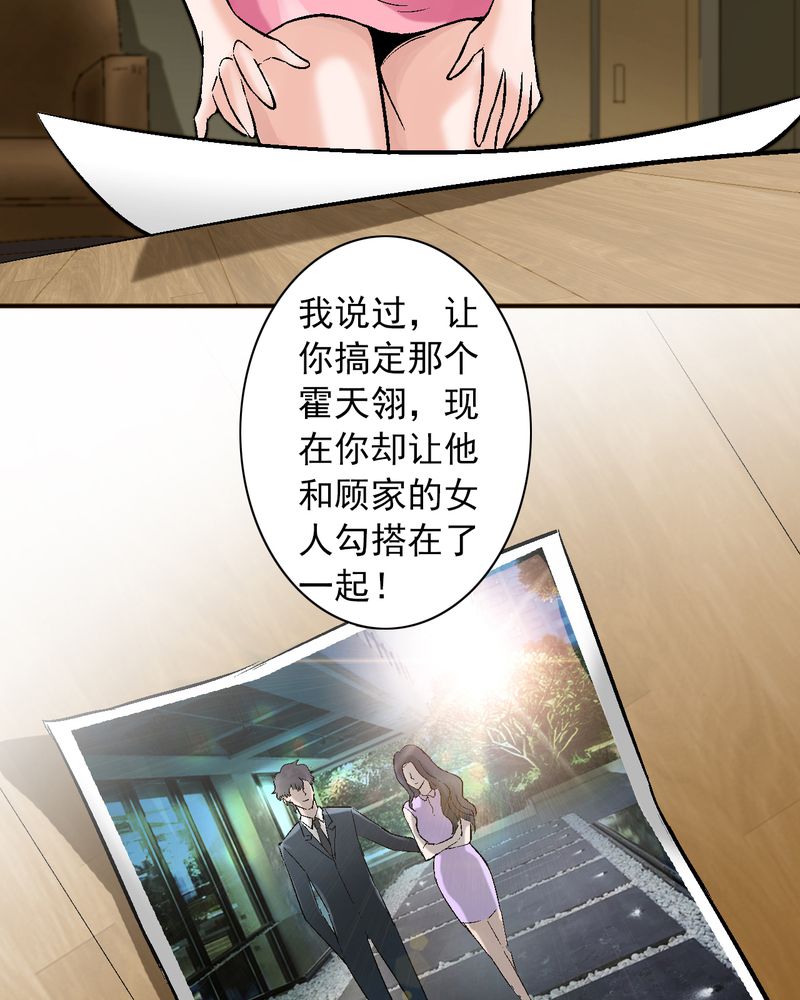 我说过，让
你搞定那个
霍天翎，现
在你却让他
和顾家的女
人勾搭在了
一起！